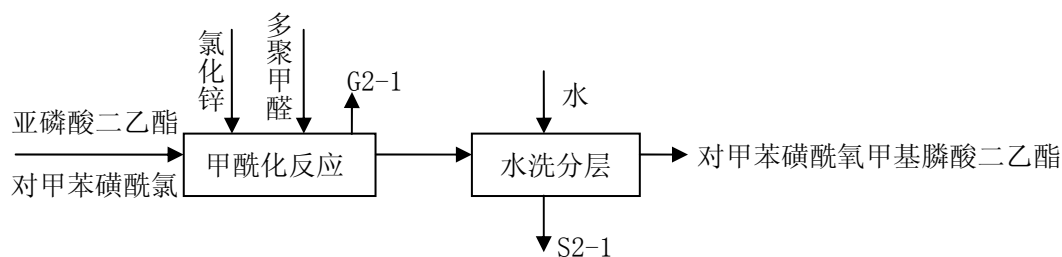 氯化锌
多聚甲醛
G2-1
水
亚磷酸二乙酯
对甲苯磺酰氯
甲酰化反应
水洗分层
对甲苯磺酰氧甲基膦酸二乙酯
S2-1